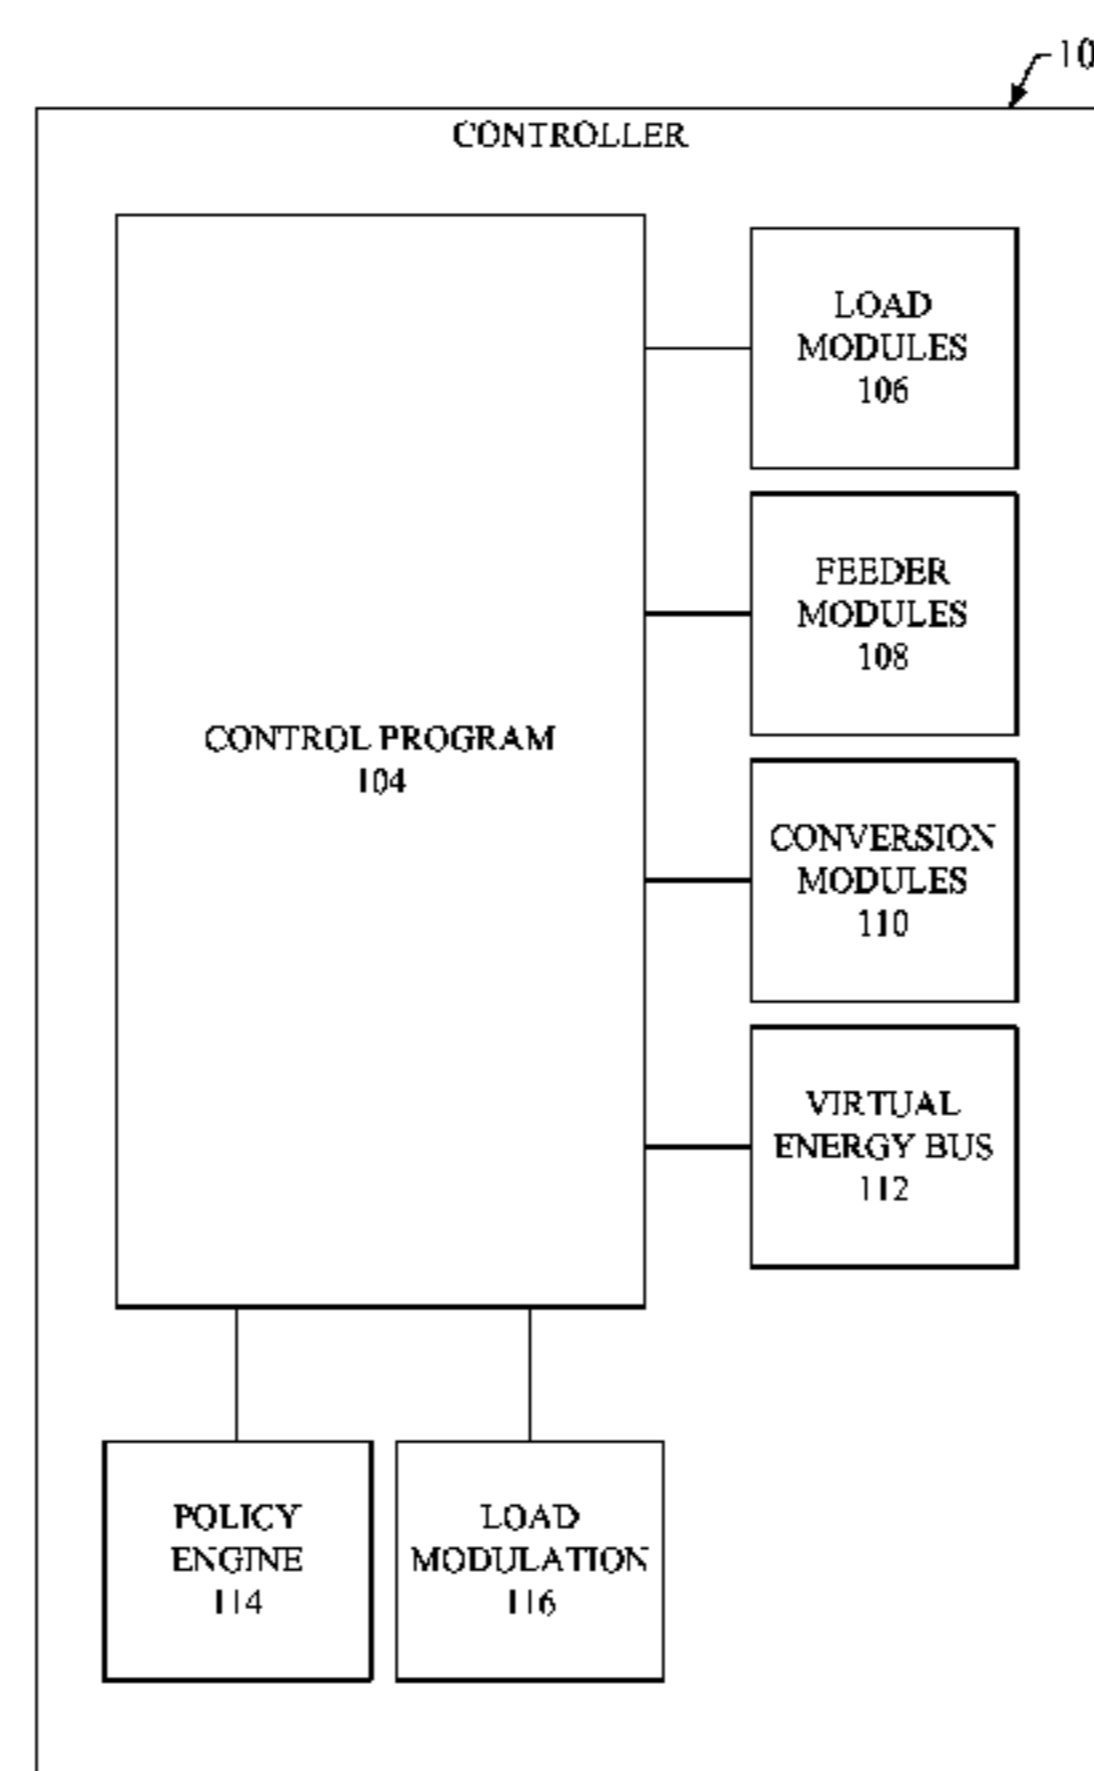 CONTROLLER
CONTROL PROGRAM
104
LOAD
MODULES
106
FEEDER
MODULES
108
CONVERSION
MODULES
110
VIRTUAL
ENERGY BUS
112
POLICY
ENGINE
114
LOAD
MODULATION
116